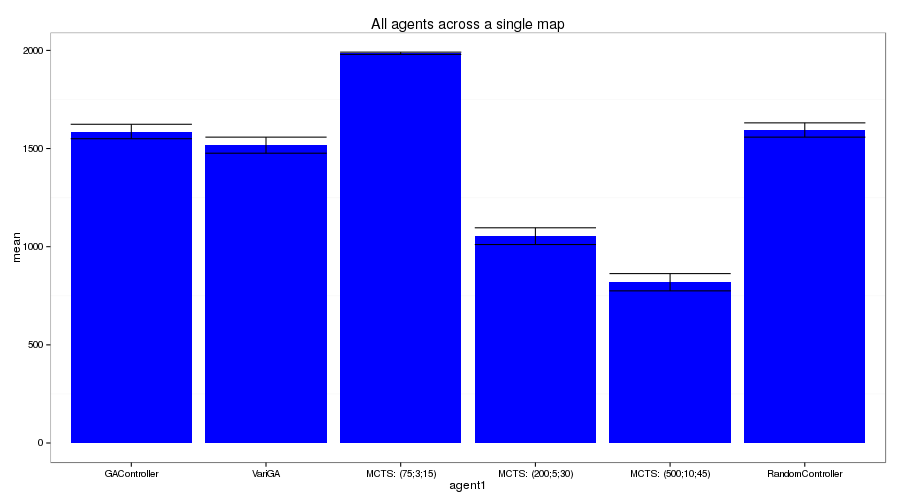 All agents across a single map
mean
2000
1500
1000
500
0
GAController
VariGA
MCTS: (75;3;15)
MCTS: (200;5;30)
MCTS: (500;10;45)
RandomController
agent1